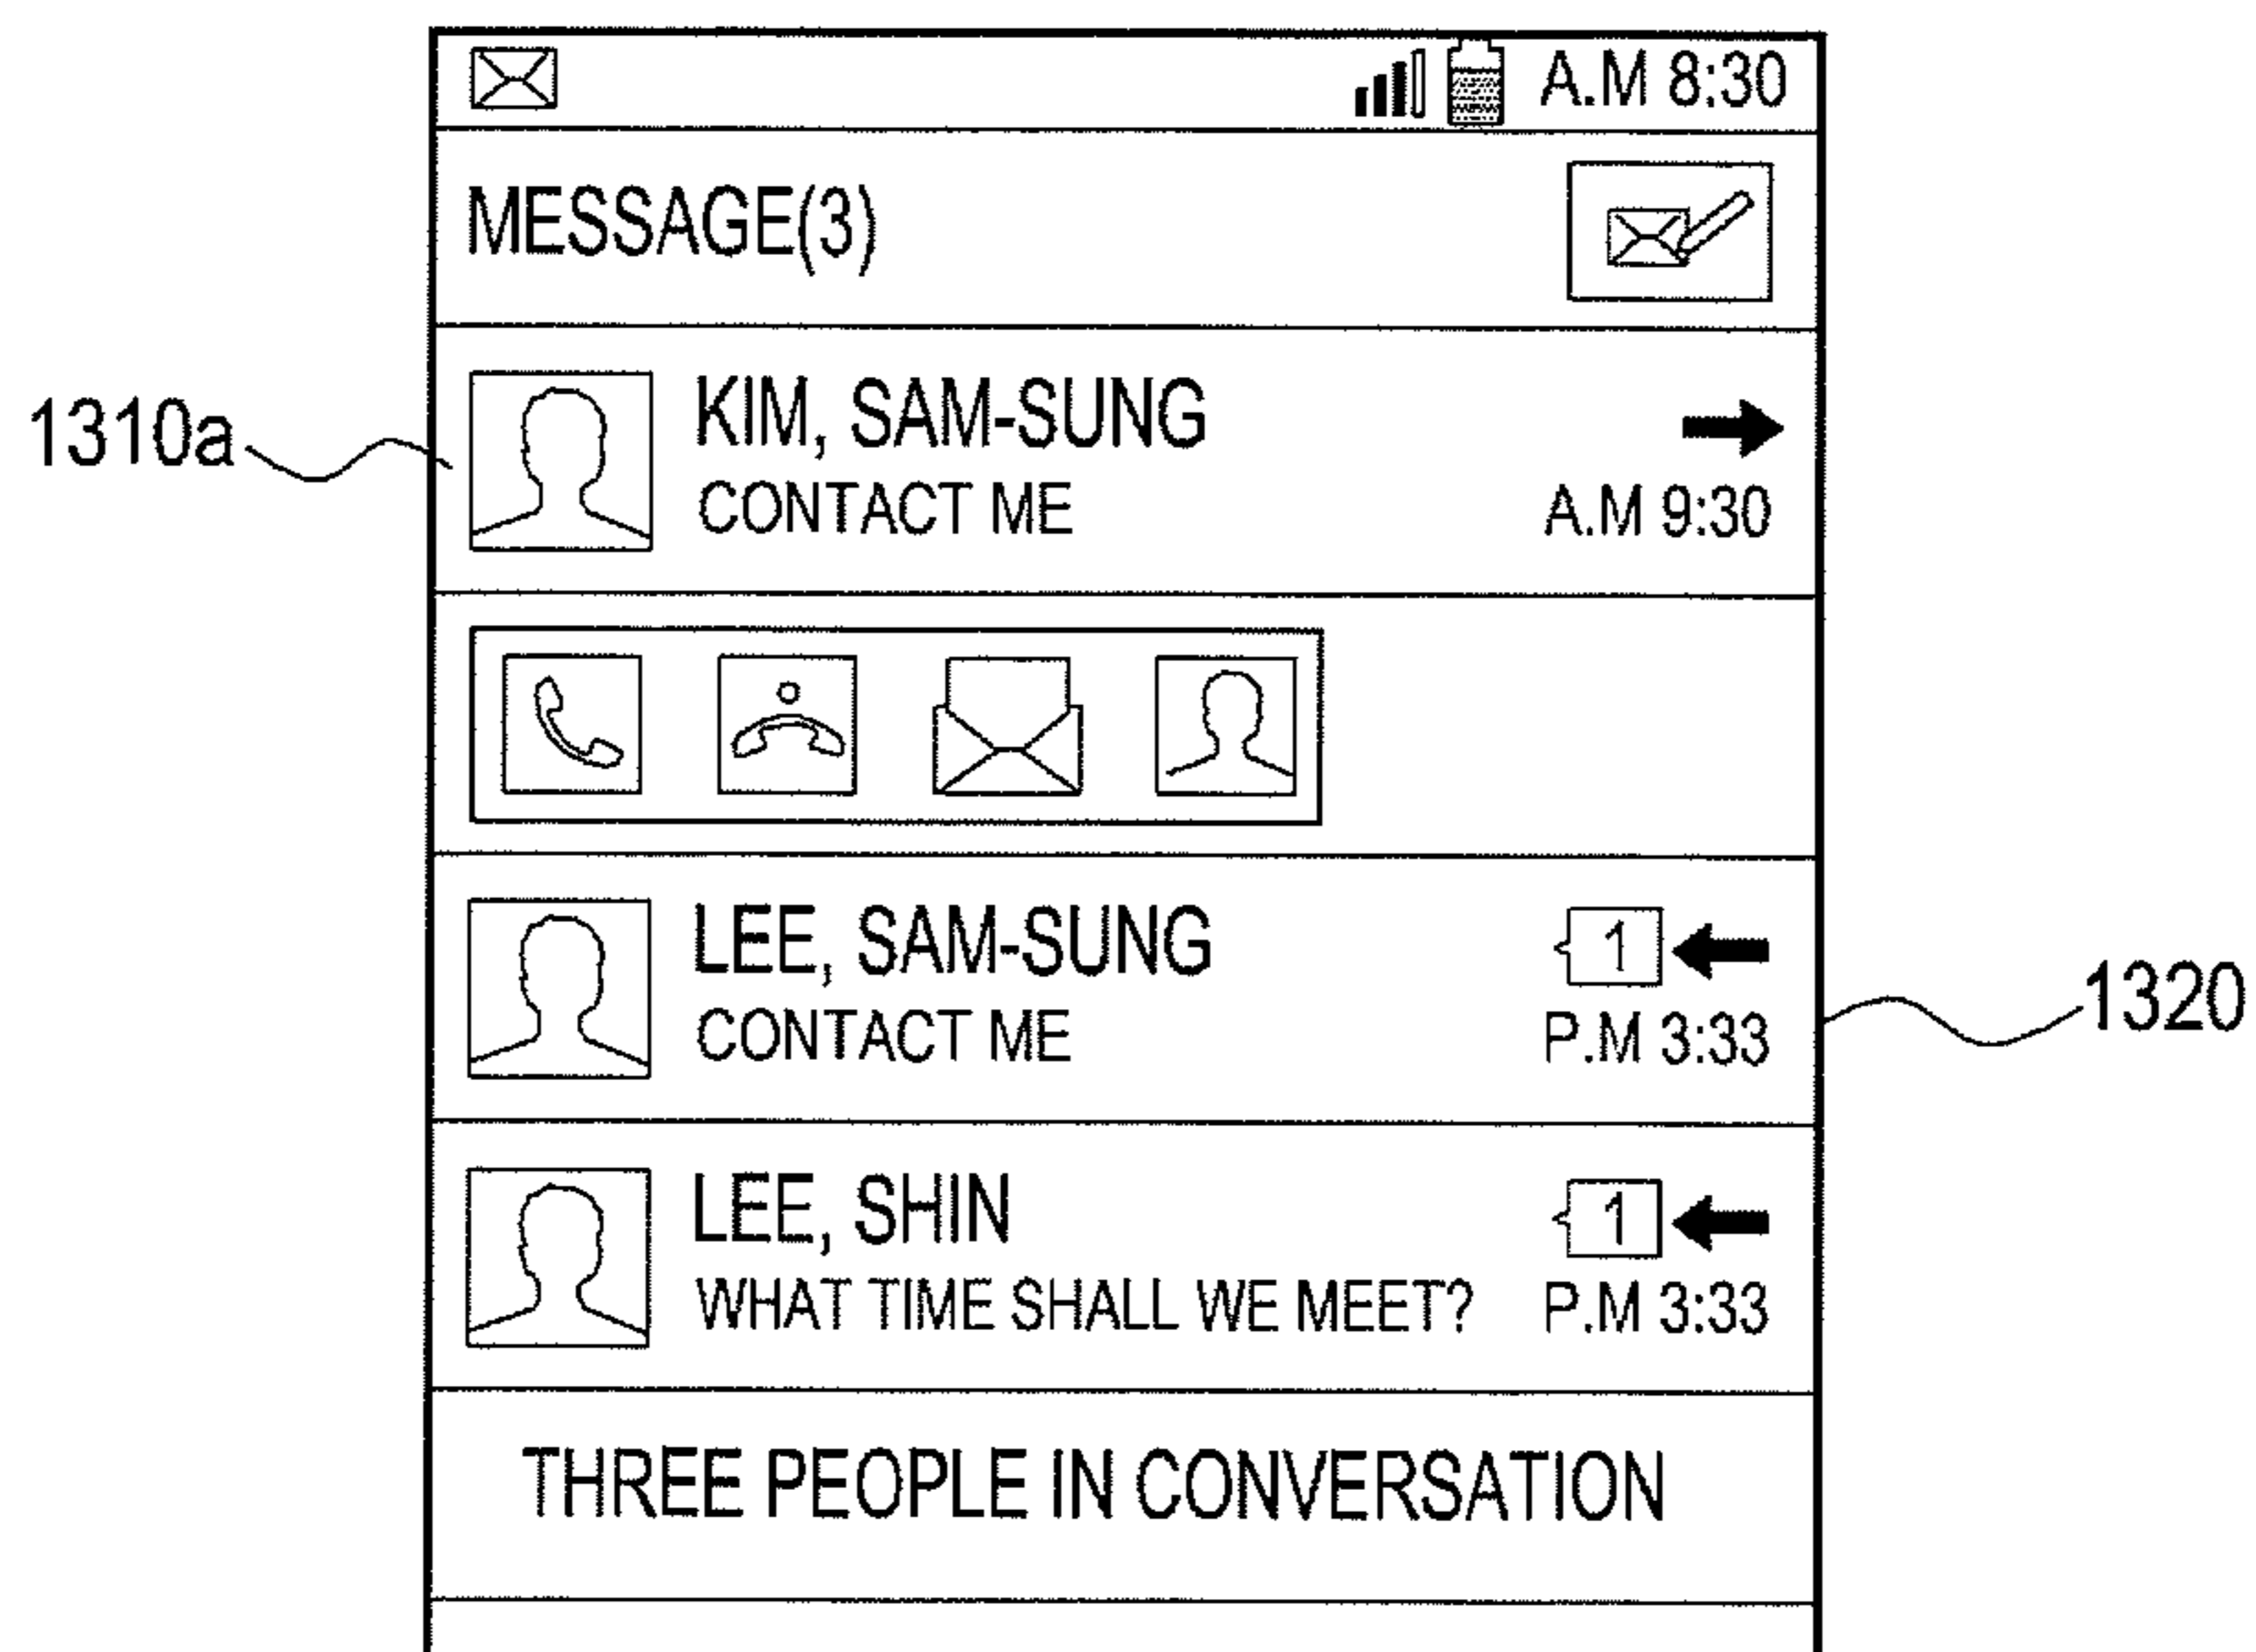 A.M 8:30
MESSAGE(3)
1310a
KIM, SAM-SUNG
CONTACT ME
A.M 9:30
LEE, SAM-SUNG
1
CONTACT ME
P.M 3:33
1320
LEE, SHIN
1
WHAT TIME SHALL WE MEET?
P.M 3:33
THREE PEOPLE IN CONVERSATION